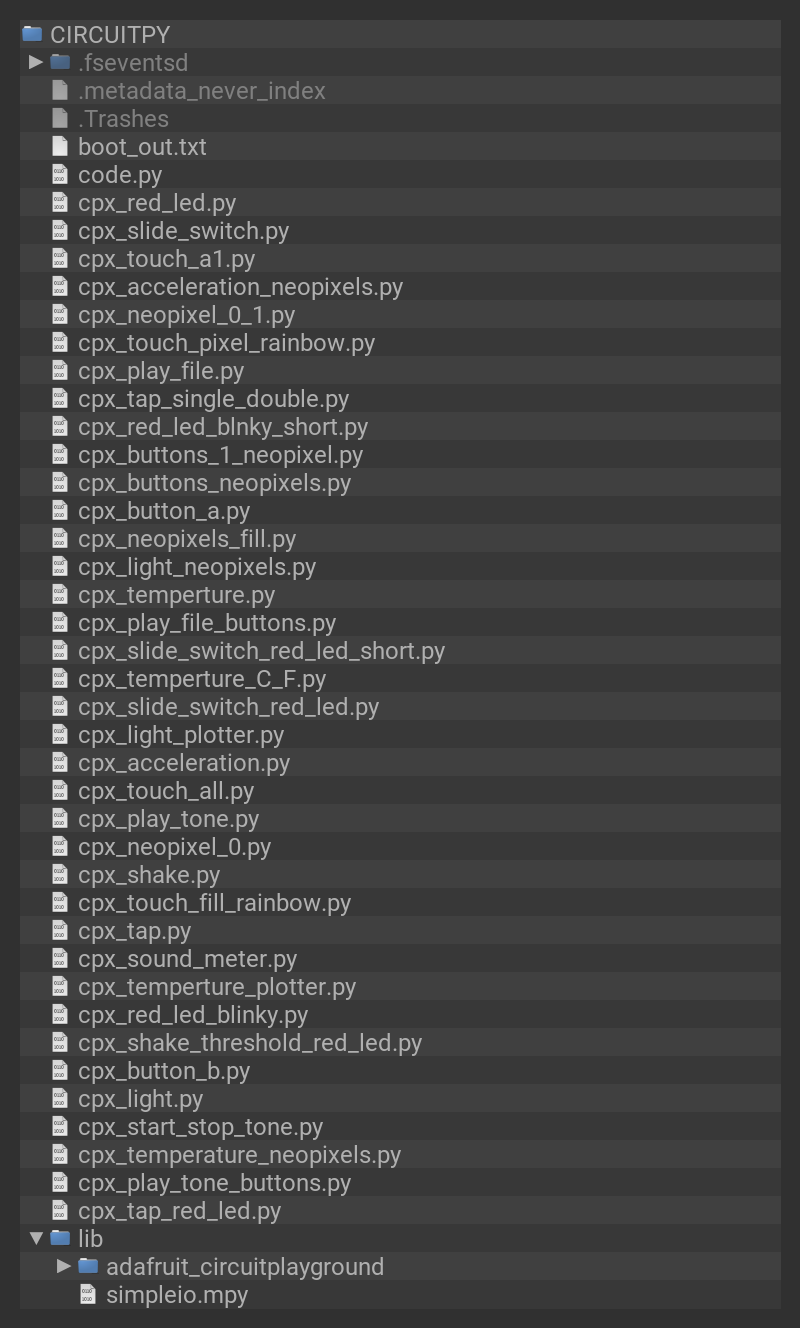 CIRCUITPY
.fseventsd
.metadata_never_index
.Trashes
boot_out.txt
code.py
cpx_red_led.py
cpx_slide_switch.py
cpx_touch_a1.py
cpx_acceleration_neopixels.py
cpx_neopixel_0_1.py
cpx_touch_pixel_rainbow.py
cpx_play_file.py
cpx_tap_single_double.py
cpx_red_led_blnky_short.py
cpx_buttons_1_neopixel.py
cpx_buttons_neopixels.py
cpx_button_a.py
cpx_neopixels_fill.py
cpx_light_neopixels.py
cpx_temperture.py
cpx_play_file_buttons.py
cpx_slide_switch_red_led_short.py
cpx_temperture_C_F.py
cpx_slide_switch_red_led.py
cpx_light_plotter.py
cpx_acceleration.py
cpx_touch_all.py
cpx_play_tone.py
cpx_neopixel_0.py
cpx_shake.py
cpx_touch_fill_rainbow.py
cpx_tap.py
cpx_sound_meter.py
cpx_temperture_plotter.py
cpx_red_led_blinky.py
cpx_shake_threshold_red_led.py
cpx_button_b.py
cpx_light.py
cpx_start_stop_tone.py
cpx_temperature_neopixels.py
cpx_play_tone_buttons.py
cpx_tap_red_led.py
lib
adafruit_circuitplayground
simpleio.mpy